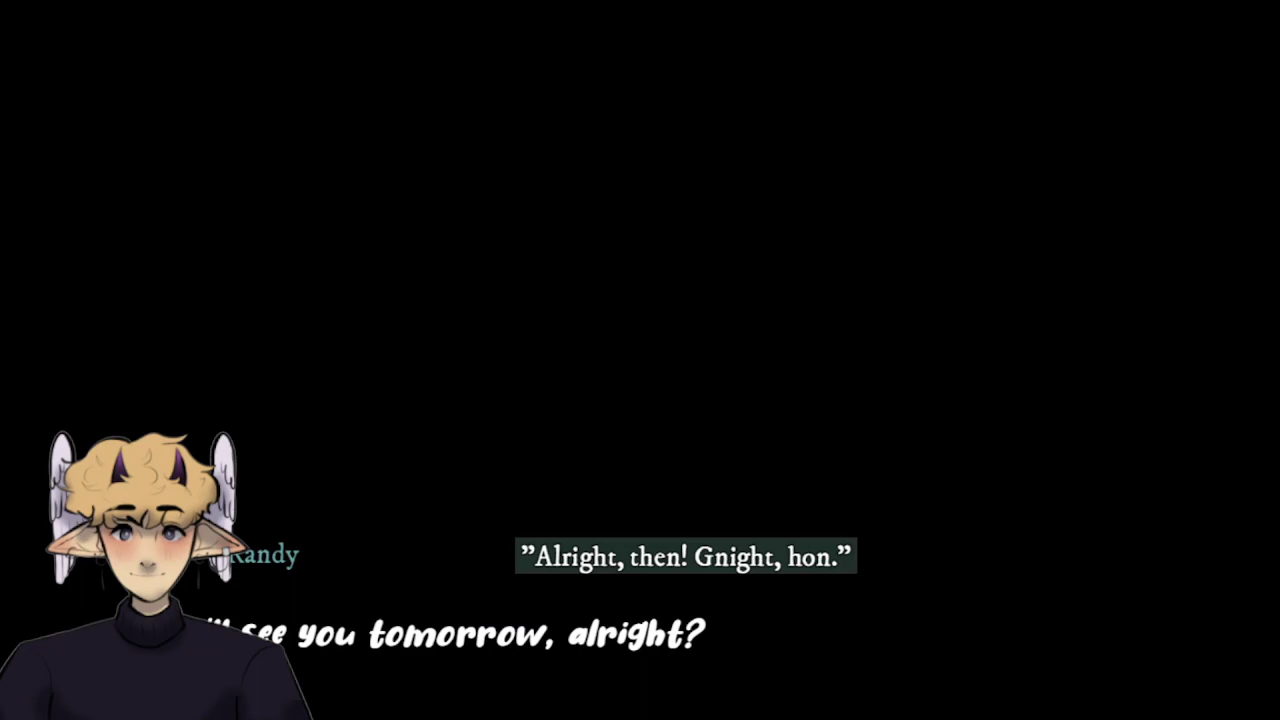 Randy
"Alright, then! Gnight, hon."
see you tomorrow, alright?